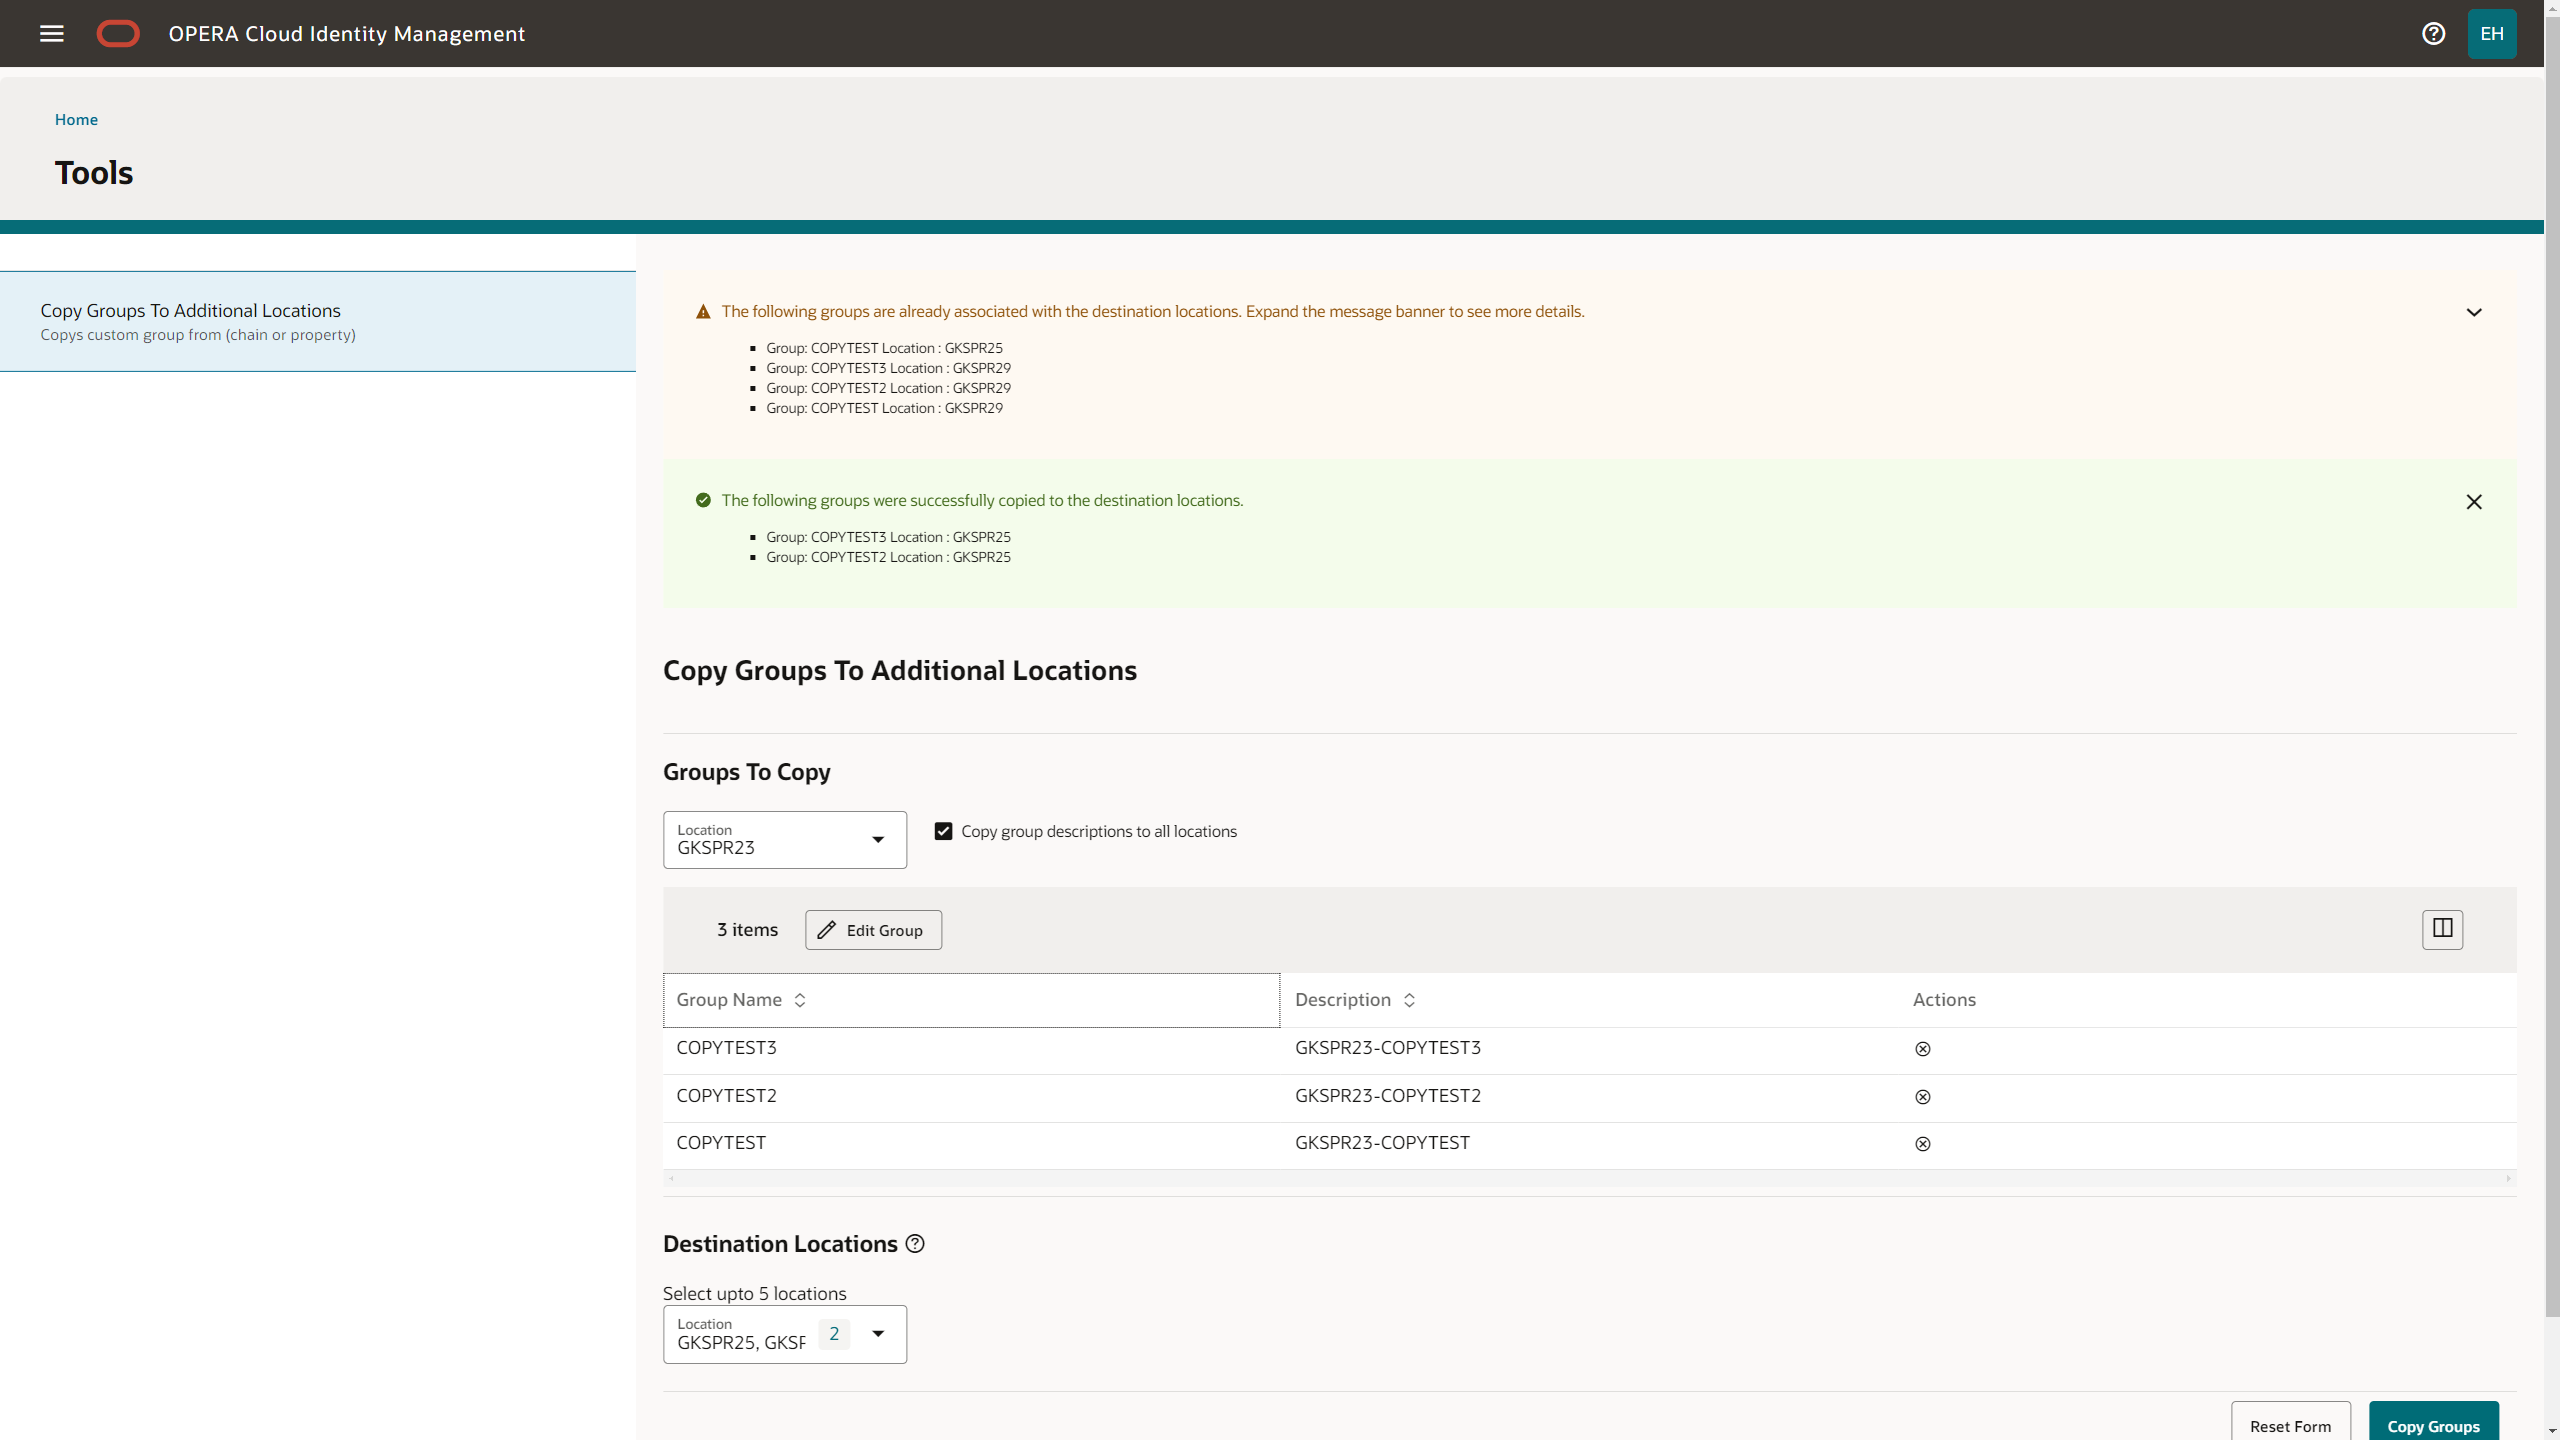 OPERA Cloud Identity Management
EH
Home
Tools
Copy Groups To Additional Locations
Copys custom group from (chain or property)
The following groups are already associated with the destination locations. Expand the message banner to see more details.
Group: COPYTEST Location : GKSPR25
Group: COPYTEST3 Location : GKSPR29
Group: COPYTEST2 Location : GKSPR29
Group: COPYTEST Location : GKSPR29
The following groups were successfully copied to the destination locations.
Group: COPYTEST3 Location : GKSPR25
Group: COPYTEST2 Location : GKSPR25
Copy Groups To Additional Locations
Groups To Copy
Location
GKSPR23
Copy group descriptions to all locations
3 items
Edit Group
Group Name
Description
Actions
COPYTEST3
GKSPR23-COPYTEST3
COPYTEST2
GKSPR23-COPYTEST2
COPYTEST
GKSPR23-COPYTEST
Destination Locations
Select upto 5 locations
Location
GKSPR25, GKSP
2
Reset Form
Copy Groups